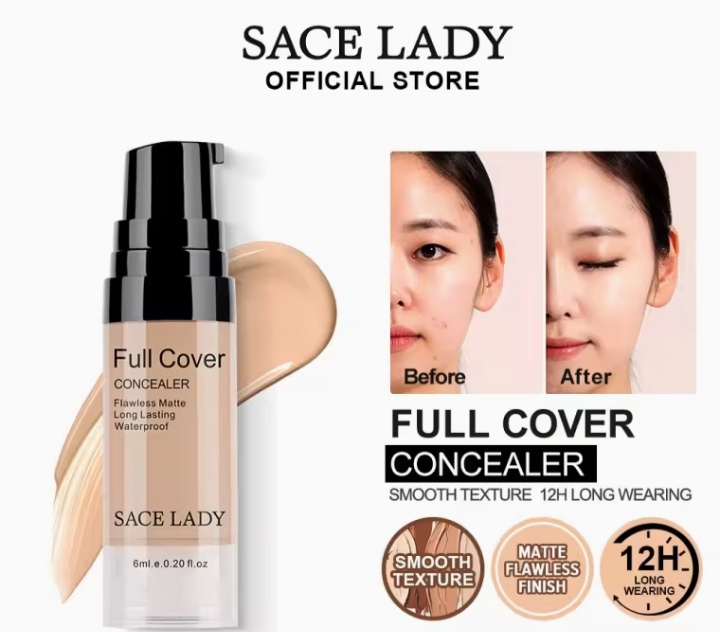 SACE LADY
OFFICIAL STORE
Full Cover
CONCEALER
Flawless Matte
Long Lasting
Waterproof
SACE LADY
6ml.e.0.20 fl.oz
Before
After
FULL COVER
CONCEALER
SMOOTH TEXTURE 12H LONG WEARING
SMOOTH
TEXTURE
MATTE
FLAWLESS
FINISH
12H
LONG
WEARING